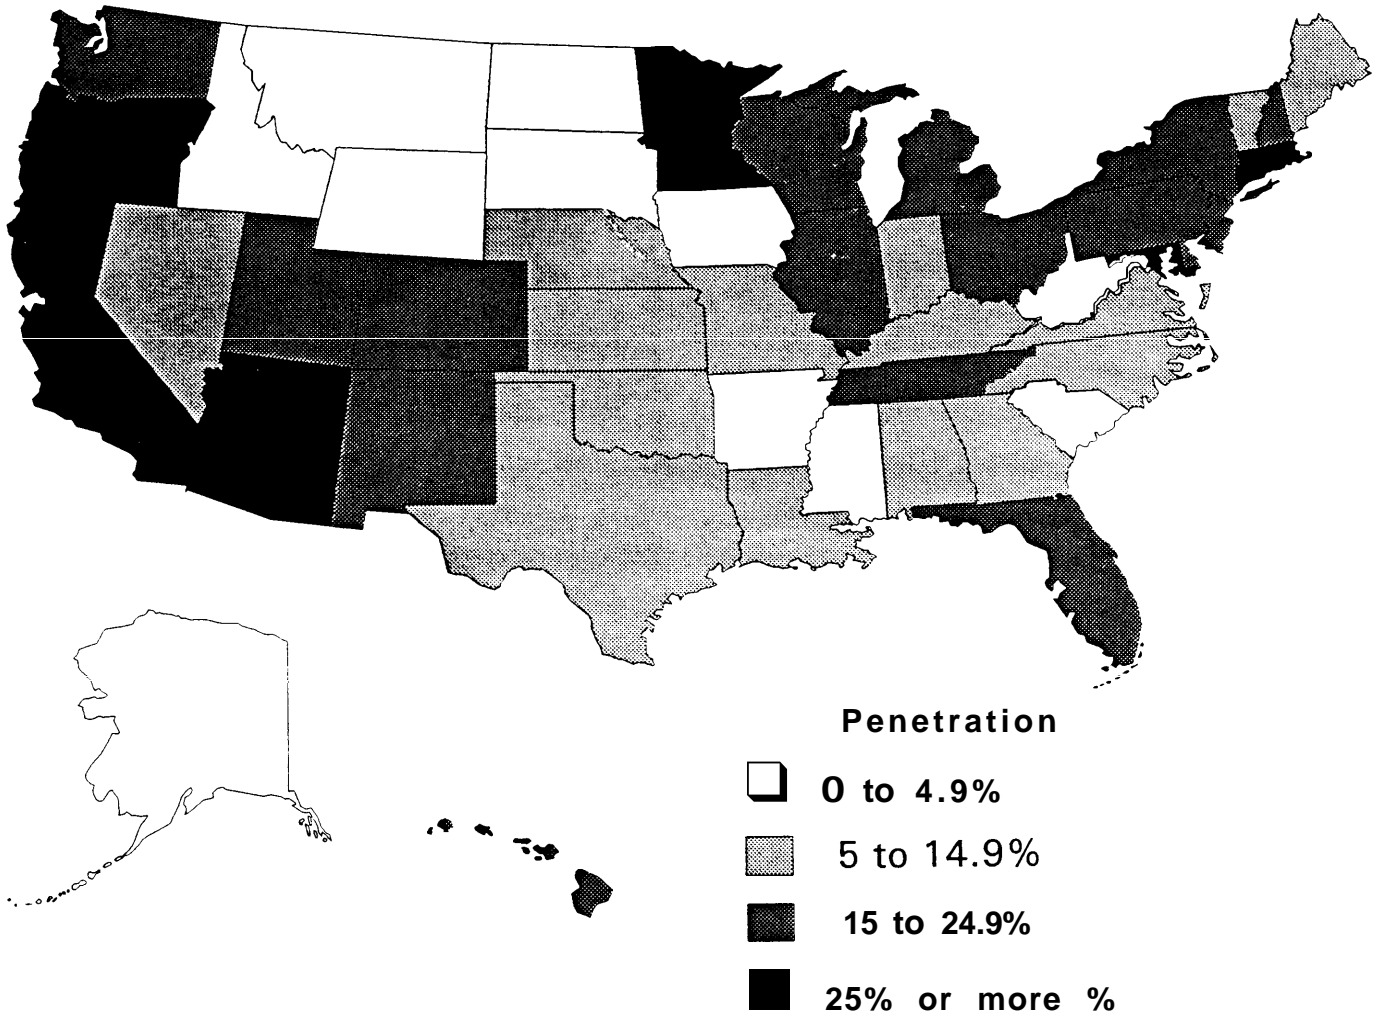 Penetration
0 to 4.9%
5 to 14.9%
15 to 24.9%
25% or more %